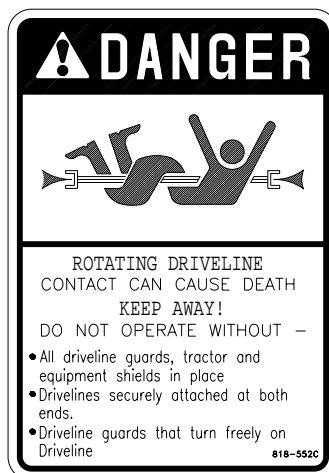 DANGER
ROTATING DRIVELINE
CONTACT CAN CAUSE DEATH
KEEP AWAY!
DO NOT OPERATE WITHOUT –
• All driveline guards, tractor and
equipment shields in place
• Drivelines securely attached at both
ends.
• Driveline guards that turn freely on
Driveline
818-552C